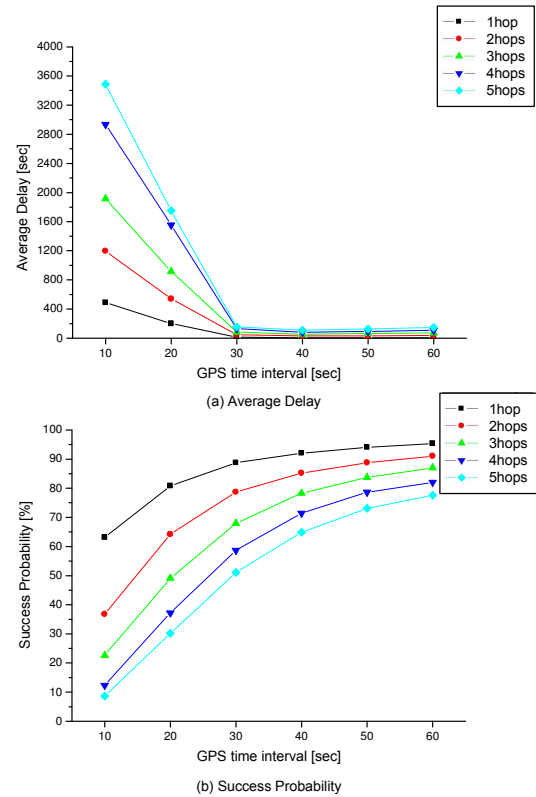 1hop
2hops
3hops
4hops
5hops
4000
3600
3200
2800
2400
2000
1600
1200
800
400
0
Average Delay [sec]
10 20 30 40 50 60
GPS time interval [sec]
(a) Average Delay
1hop
2hops
3hops
4hops
5hops
100
90
80
70
60
50
40
30
20
10
0
Success Probability [%]
10 20 30 40 50 60
GPS time interval [sec]
(b) Success Probability